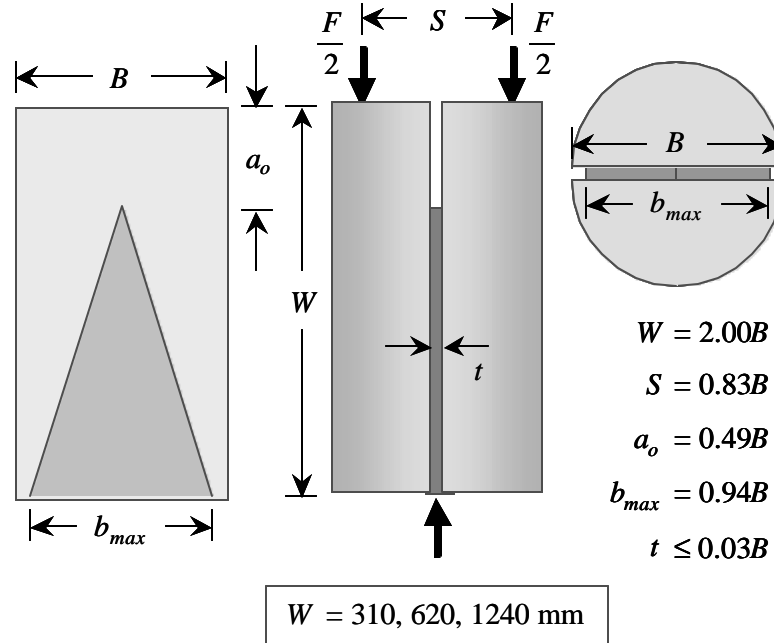 B
a_o
b_max
F/2
S
F/2
W
t
B
b_max
W = 2.00B
S = 0.83B
a_o = 0.49B
b_max = 0.94B
t ≤ 0.03B
W = 310, 620, 1240 mm